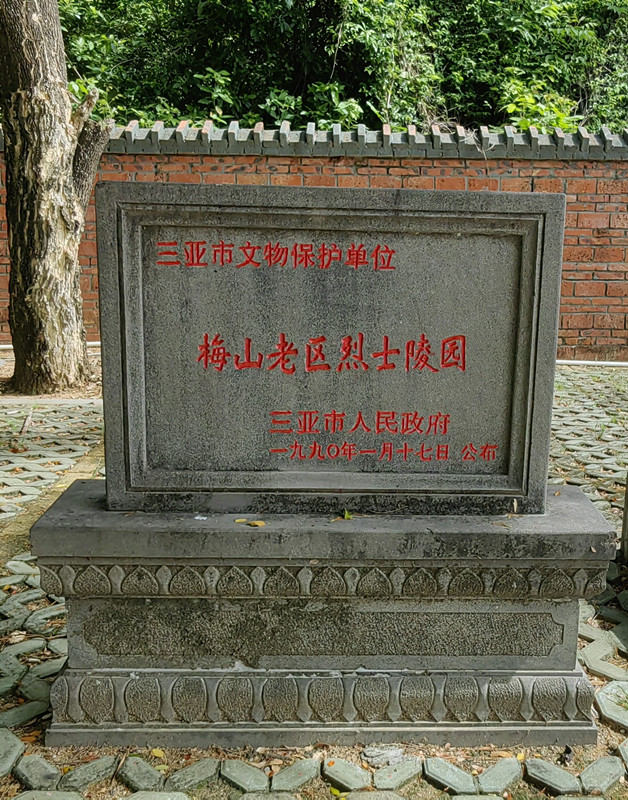 三亚市文物保护单位
梅山老区烈士陵园
三亚市人民政府
一九九〇年一月十七日 公布